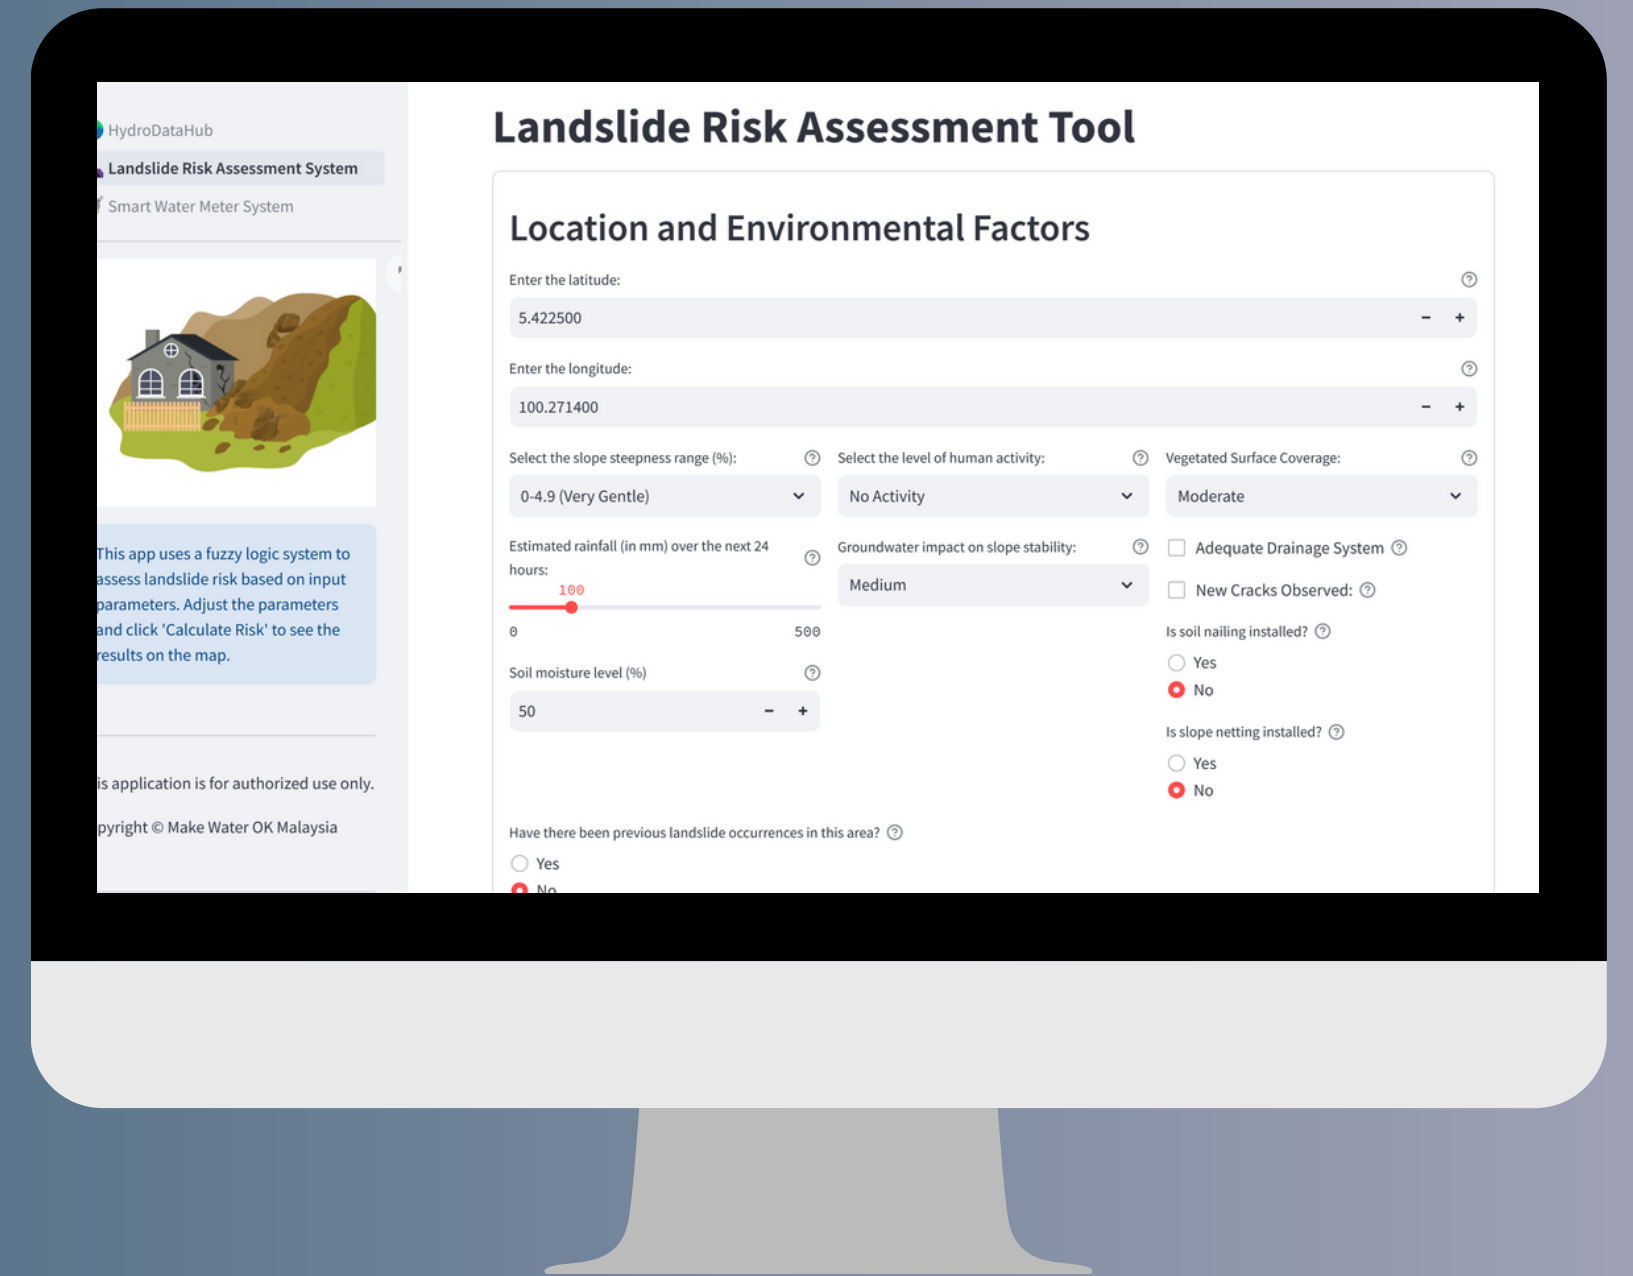 HydroDataHub
Landslide Risk Assessment System
Smart Water Meter System
This app uses a fuzzy logic system to
assess landslide risk based on input
parameters. Adjust the parameters
and click 'Calculate Risk' to see the
results on the map.
is application is for authorized use only.
pyright © Make Water OK Malaysia
Landslide Risk Assessment Tool
Location and Environmental Factors
Enter the latitude:
5.422500
Enter the longitude:
100.271400
Select the slope steepness range (%):
0-4.9 (Very Gentle)
Select the level of human activity:
No Activity
Vegetated Surface Coverage:
Moderate
Estimated rainfall (in mm) over the next 24
hours:
100
0 500
Soil moisture level (%)
50
Groundwater impact on slope stability:
Medium
Adequate Drainage System
New Cracks Observed:
Is soil nailing installed?
Yes
No
Is slope netting installed?
Yes
No
Have there been previous landslide occurrences in this area?
Yes
No